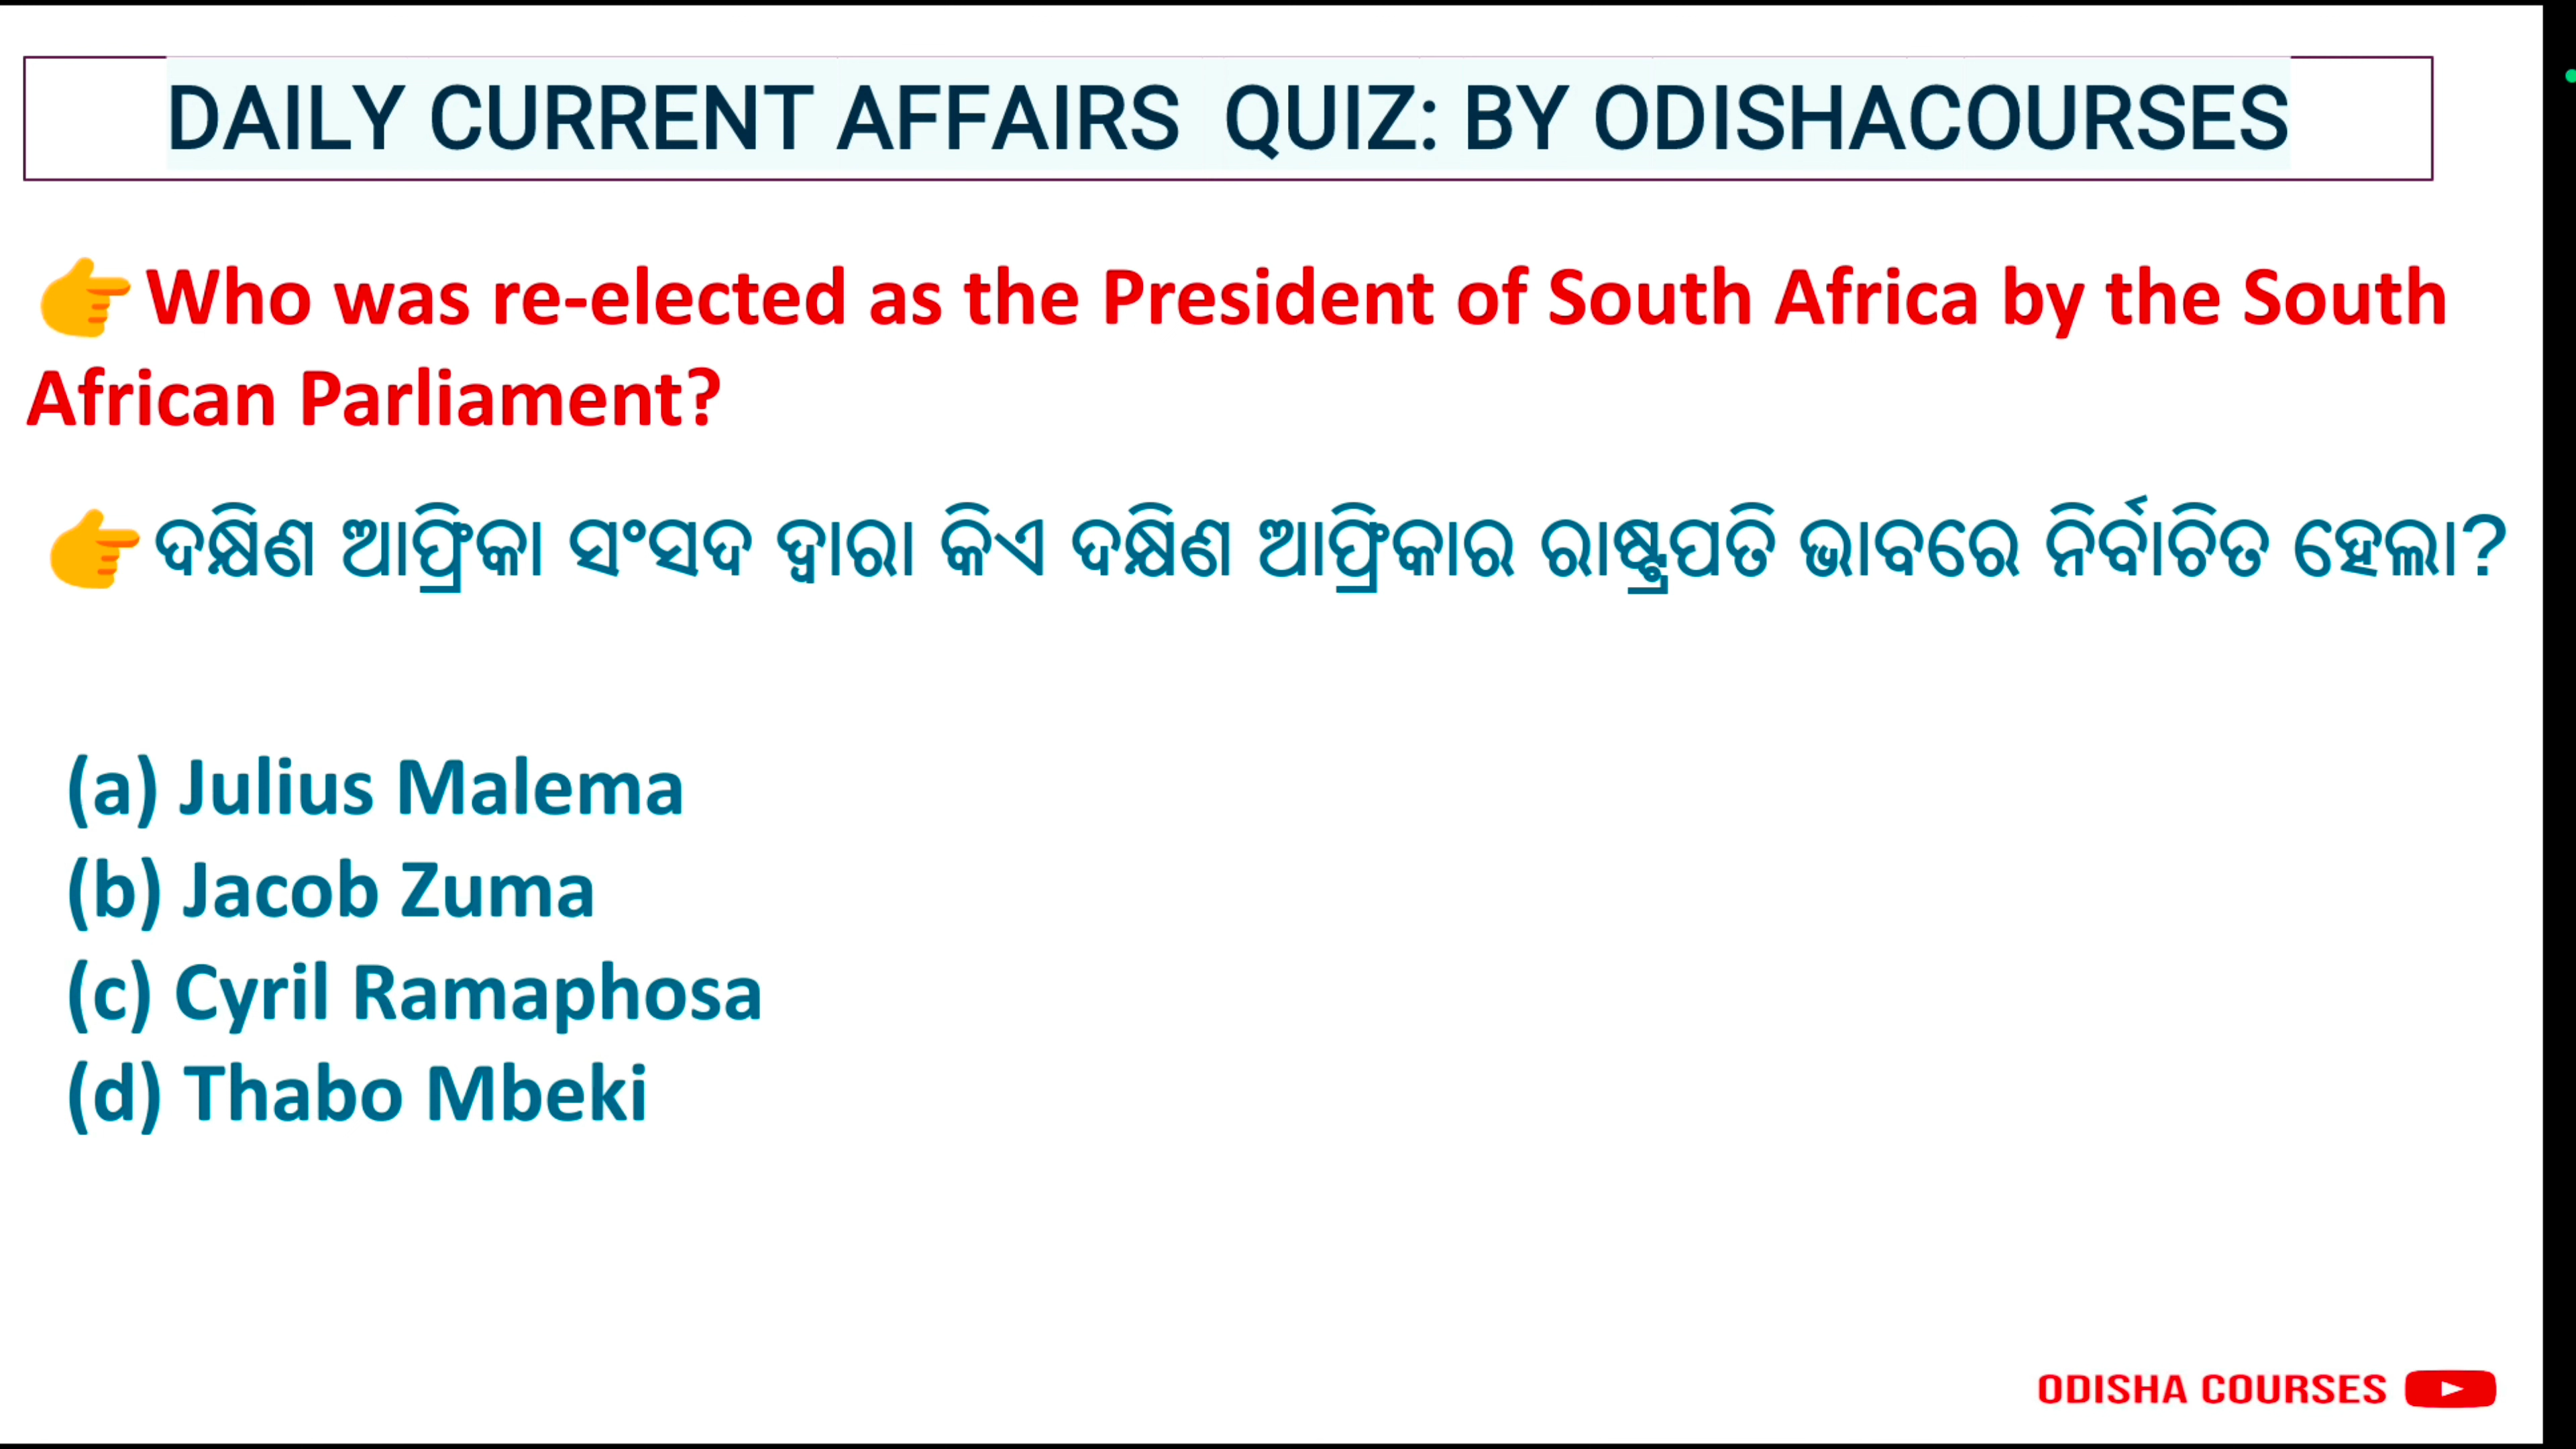 DAILY CURRENT AFFAIRS QUIZ: BY ODISHACOURSES
👉Who was re-elected as the President of South Africa by the South
African Parliament?
👉ଦକ୍ଷିଣ ଆଫ୍ରିକା ସଂସଦ ଦ୍ୱାରା କିଏ ଦକ୍ଷିଣ ଆଫ୍ରିକାର ରାଷ୍ଟ୍ରପତି ଭାବରେ ନିର୍ବାଚିତ ହେଲା?
(a) Julius Malema
(b) Jacob Zuma
(c) Cyril Ramaphosa
(d) Thabo Mbeki
ODISHA COURSES